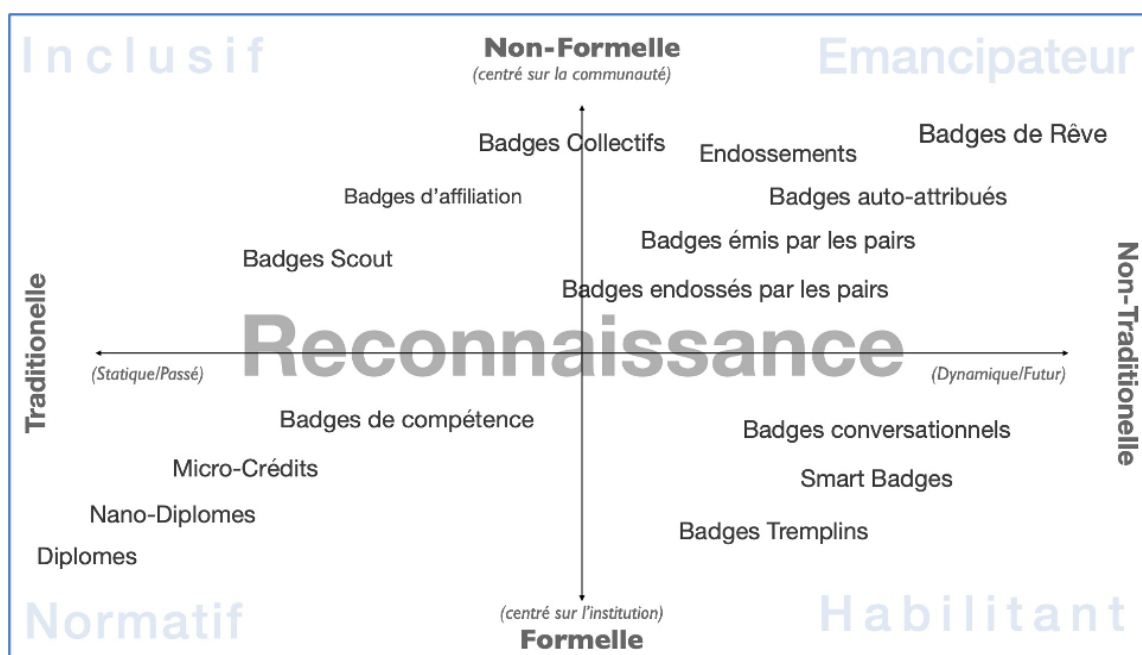 Inclusif
Non-Formelle
Emancipateur
(centré sur la communauté)
Badges de Rêve
Badges Collectifs
Endossements
Badges d'affiliation
Badges auto-attribués
Badges émis par les pairs
Badges Scout
Badges endossés par les pairs
Traditionelle
Non-Traditionelle
Reconnaissance
(Statique/Passé)
(Dynamique/Futur)
Badges de compétence
Badges conversationnels
Micro-Crédits
Smart Badges
Nano-Diplomes
Badges Tremplins
Diplomes
Normatif
(centré sur l'institution)
Habilitant
Formelle